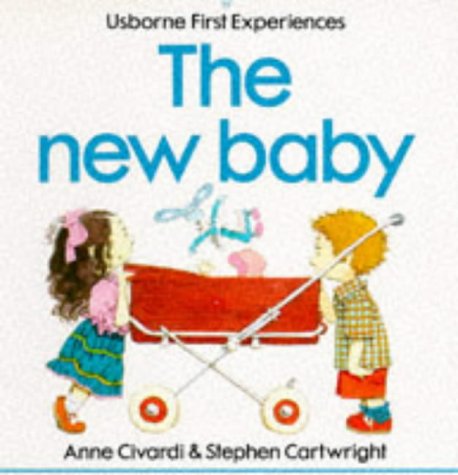 Usborne First Experiences
The
new baby
Anne Civardi & Stephen Cartwright